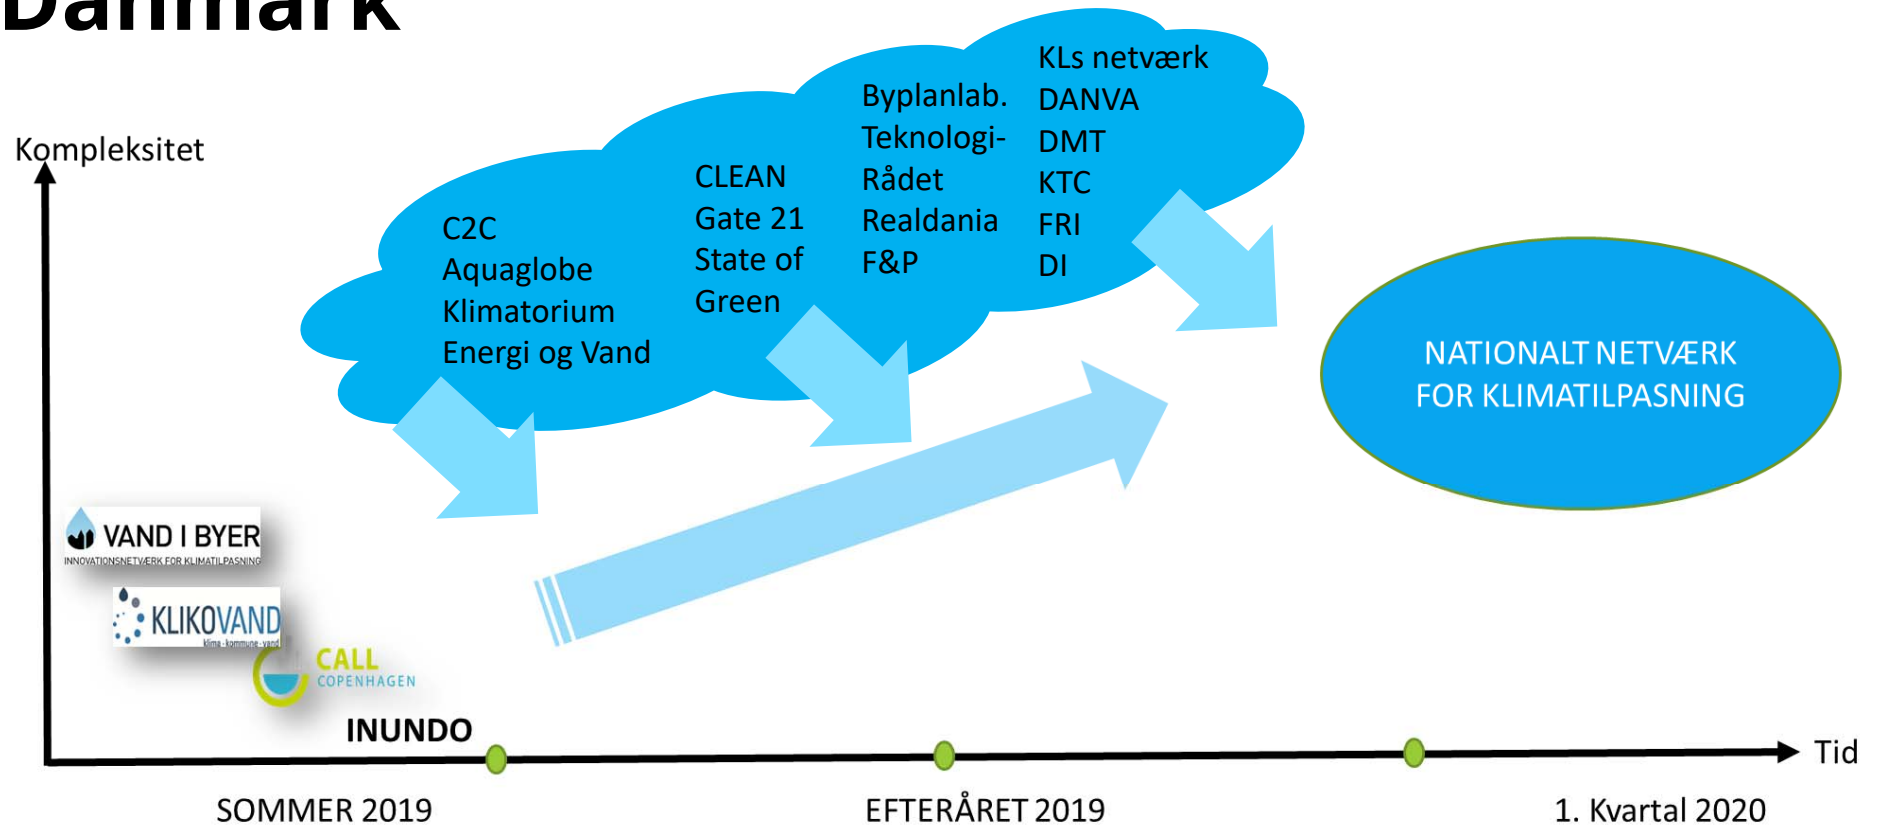 Danmark
Kompleksitet
C2C
Aquaglobe
Klimatorium
Energi og Vand
CLEAN
Gate 21
State of
Green
Byplanlab.
Teknologi-
Rådet
Realdania
F&P
KLs netværk
DANVA
DMT
KTC
FRI
DI
NATIONALT NETVÆRK
FOR KLIMATILPASNING
VAND I BYER
INNOVATIONSNETVÆRK FOR KLIMATILPASNING
KLIKOVAND
klima - kommune - vand
CALL
COPENHAGEN
INUNDO
Tid
SOMMER 2019
EFTERÅRET 2019
1. Kvartal 2020